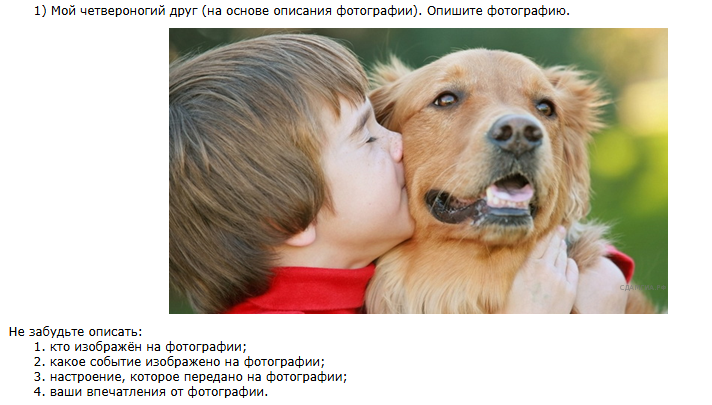 1) Мой четвероногий друг (на основе описания фотографии). Опишите фотографию.
Не забудьте описать:
1. кто изображён на фотографии;
2. какое событие изображено на фотографии;
3. настроение, которое передано на фотографии;
4. ваши впечатления от фотографии.